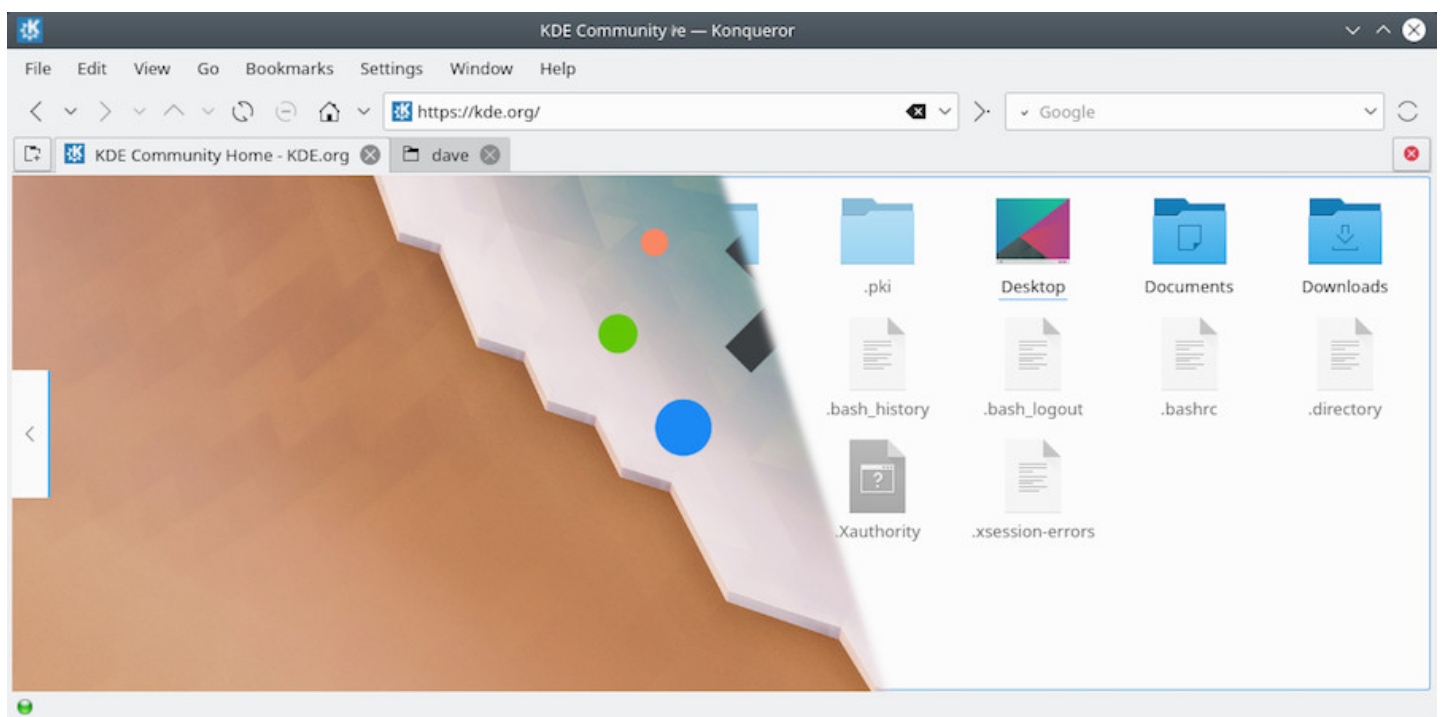 KDE Community — Konqueror
File Edit View Go Bookmarks Settings Window Help
https://kde.org/ Google
KDE Community Home - KDE.org dave
.pki Desktop Documents Downloads
.bash_history .bash_logout .bashrc .directory
?
.Xauthority .xsession-errors